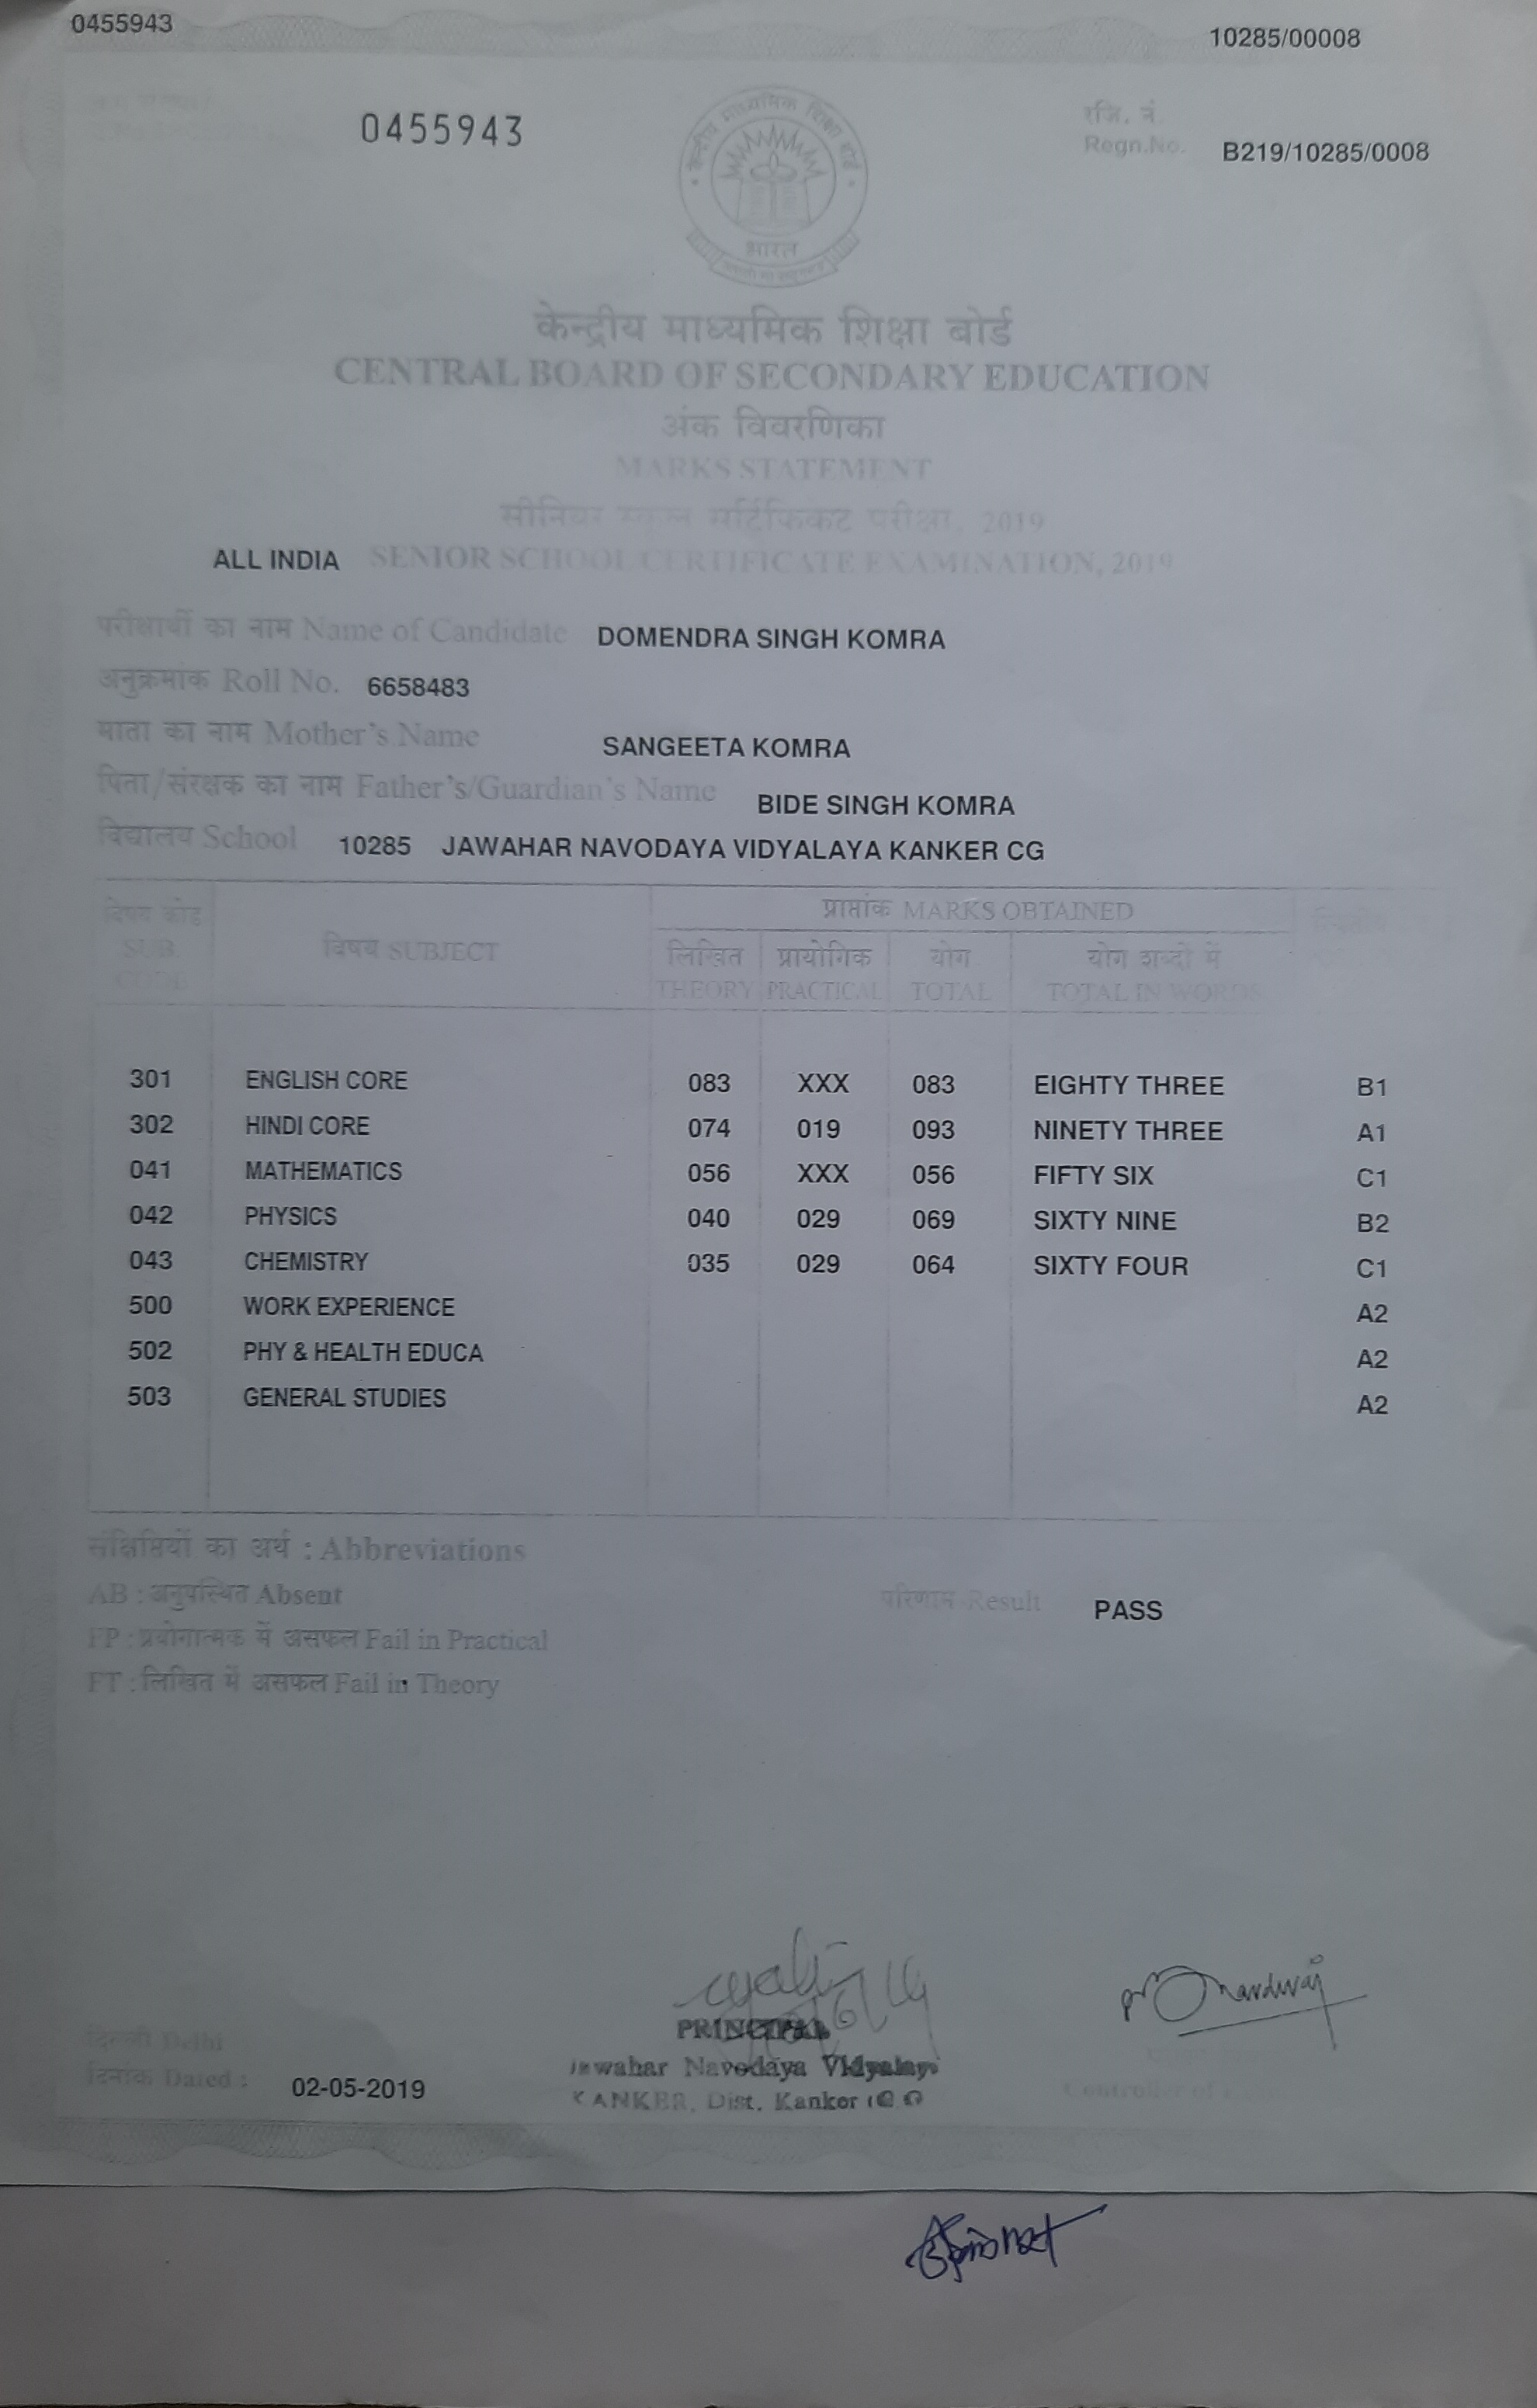 0455943
10285/00008
0455943
रजि. नं.
Regn.No. B219/10285/0008
केन्द्रीय माध्यमिक शिक्षा बोर्ड
भारत
केन्द्रीय माध्यमिक शिक्षा बोर्ड
CENTRAL BOARD OF SECONDARY EDUCATION
अंक विवरणिका
MARKS STATEMENT
सीनियर स्कूल सर्टिफिकेट परीक्षा, 2019
ALL INDIA SENIOR SCHOOL CERTIFICATE EXAMINATION, 2019
परीक्षार्थी का नाम Name of Candidate DOMENDRA SINGH KOMRA
अनुक्रमांक Roll No. 6658483
माता का नाम Mother's Name SANGEETA KOMRA
पिता/संरक्षक का नाम Father's/Guardian's Name BIDE SINGH KOMRA
विद्यालय School 10285 JAWAHAR NAVODAYA VIDYALAYA KANKER CG
विषय कोड SUB. CODE विषय SUBJECT प्राप्तांक MARKS OBTAINED
लिखित THEORY प्रायोगिक PRACTICAL योग TOTAL योग शब्दों में TOTAL IN WORDS
301 ENGLISH CORE 083 XXX 083 EIGHTY THREE B1
302 HINDI CORE 074 019 093 NINETY THREE A1
041 MATHEMATICS 056 XXX 056 FIFTY SIX C1
042 PHYSICS 040 029 069 SIXTY NINE B2
043 CHEMISTRY 035 029 064 SIXTY FOUR C1
500 WORK EXPERIENCE A2
502 PHY & HEALTH EDUCA A2
503 GENERAL STUDIES A2
संक्षिप्तियों का अर्थ : Abbreviations
AB : अनुपस्थित Absent
परिणाम Result PASS
FP : प्रयोगात्मक में असफल Fail in Practical
FT : लिखित में असफल Fail in Theory
PRINCIPAL
Jawahar Navodaya Vidyalaya
KANKER, Dist. Kanker
दिल्ली Delhi
दिनांक Dated : 02-05-2019
Controller of